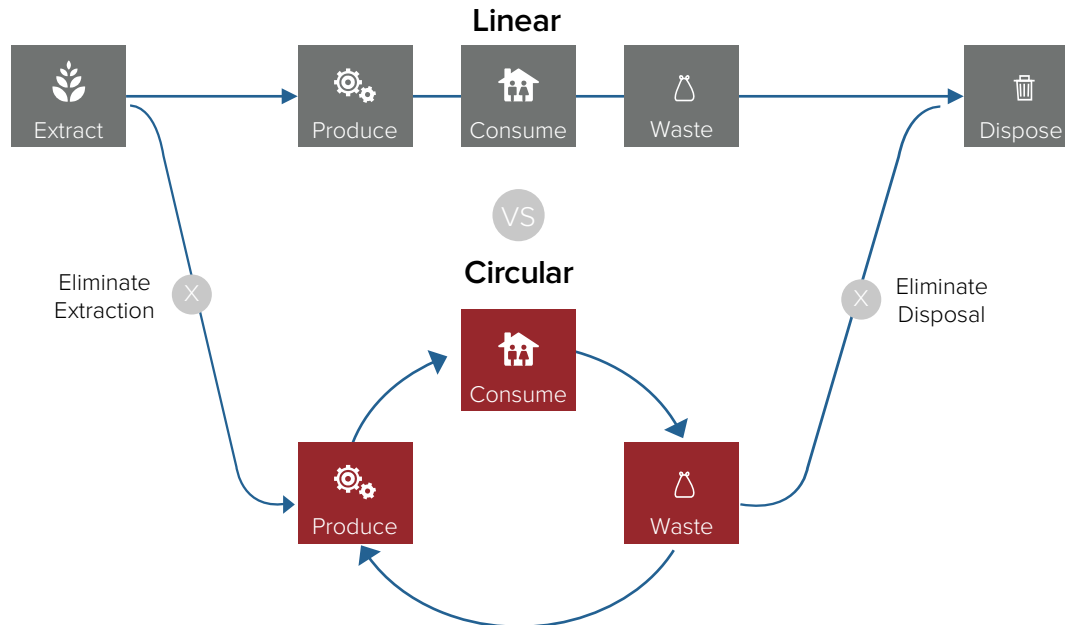 Linear
Extract
Produce
Consume
Waste
Dispose
VS
Circular
Eliminate
Extraction
X
X
Eliminate
Disposal
Consume
Produce
Waste